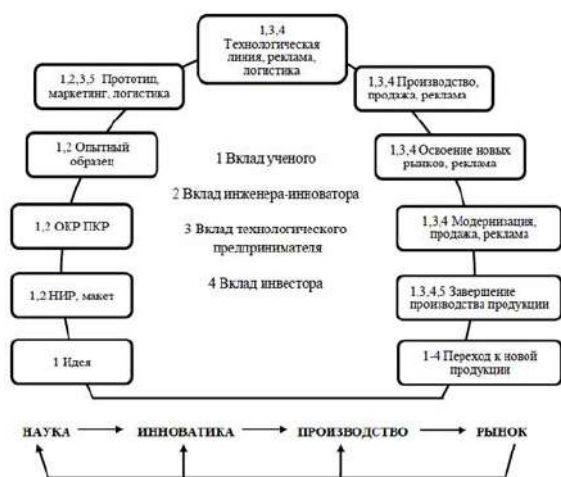 1,3,4
Технологическая
линия, реклама,
логистика
1,2,3,5 Прототип,
маркетинг, логистика
1,3,4 Производство,
продажа, реклама
1,2 Опытный
образец
1 Вклад ученого
1,3,4 Освоение новых
рынков, реклама
2 Вклад инженера-инноватора
1,2 ОКР ПКР
3 Вклад технологического
предпринимателя
1,3,4 Модернизация,
продажа, реклама
4 Вклад инвестора
1,2 НИР, макет
1,3,4,5 Завершение
производства продукции
1 Идея
1-4 Переход к новой
продукции
НАУКА ИННОВАТИКА ПРОИЗВОДСТВО РЫНОК